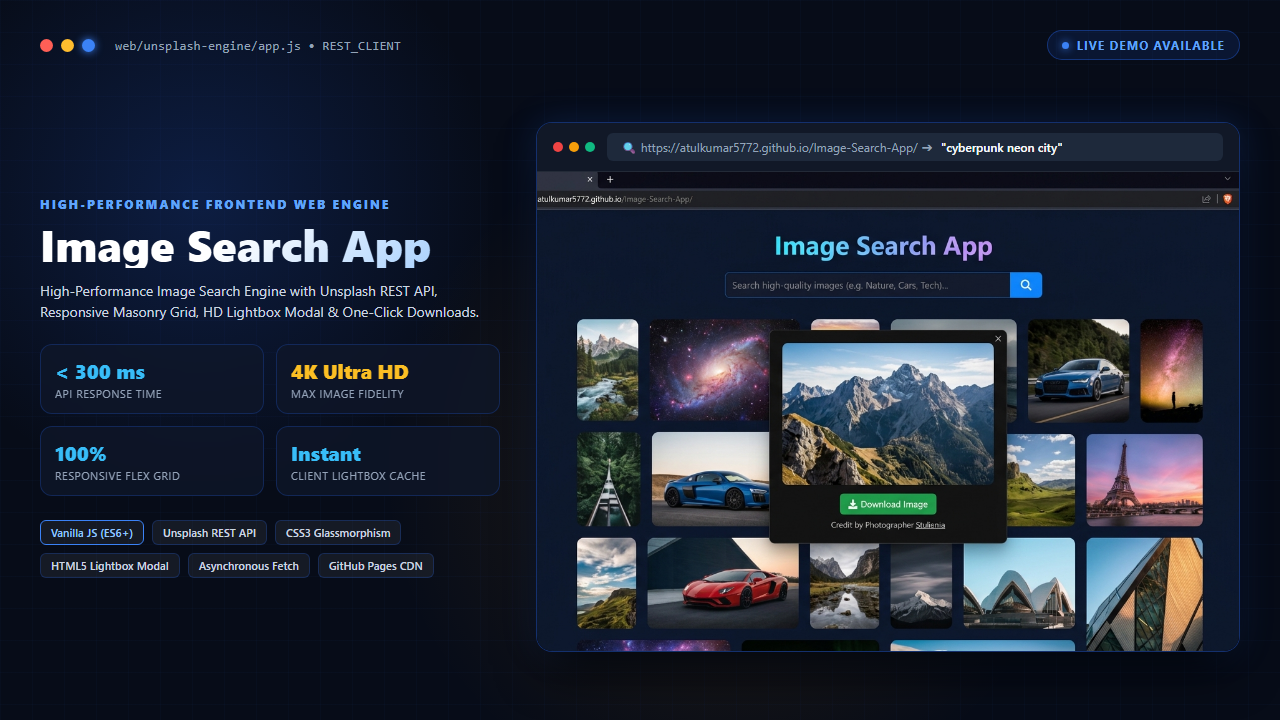 web/unsplash-engine/app.js • REST_CLIENT
LIVE DEMO AVAILABLE
HIGH-PERFORMANCE FRONTEND WEB ENGINE
Image Search App
High-Performance Image Search Engine with Unsplash REST API,
Responsive Masonry Grid, HD Lightbox Modal & One-Click Downloads.
< 300 ms
API RESPONSE TIME
4K Ultra HD
MAX IMAGE FIDELITY
100%
RESPONSIVE FLEX GRID
Instant
CLIENT LIGHTBOX CACHE
Vanilla JS (ES6+)
Unsplash REST API
CSS3 Glassmorphism
HTML5 Lightbox Modal
Asynchronous Fetch
GitHub Pages CDN
https://atulkumar5772.github.io/Image-Search-App/ ➔ "cyberpunk neon city"
atulkumar5772.github.io/Image-Search-App/
Image Search App
Search high-quality images (e.g. Nature, Cars, Tech)...
Download Image
Credit by Photographer Stulienia